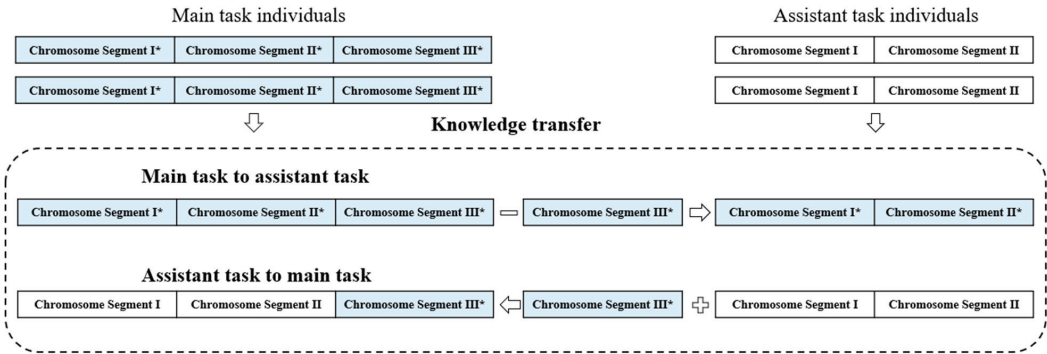 Main task individuals
Assistant task individuals
Chromosome Segment I* Chromosome Segment II* Chromosome Segment III*
Chromosome Segment I Chromosome Segment II
Chromosome Segment I* Chromosome Segment II* Chromosome Segment III*
Chromosome Segment I Chromosome Segment II
Knowledge transfer
Main task to assistant task
Chromosome Segment I* Chromosome Segment II* Chromosome Segment III* Chromosome Segment III* Chromosome Segment I* Chromosome Segment II*
Assistant task to main task
Chromosome Segment I Chromosome Segment II Chromosome Segment III* Chromosome Segment III* Chromosome Segment I Chromosome Segment II